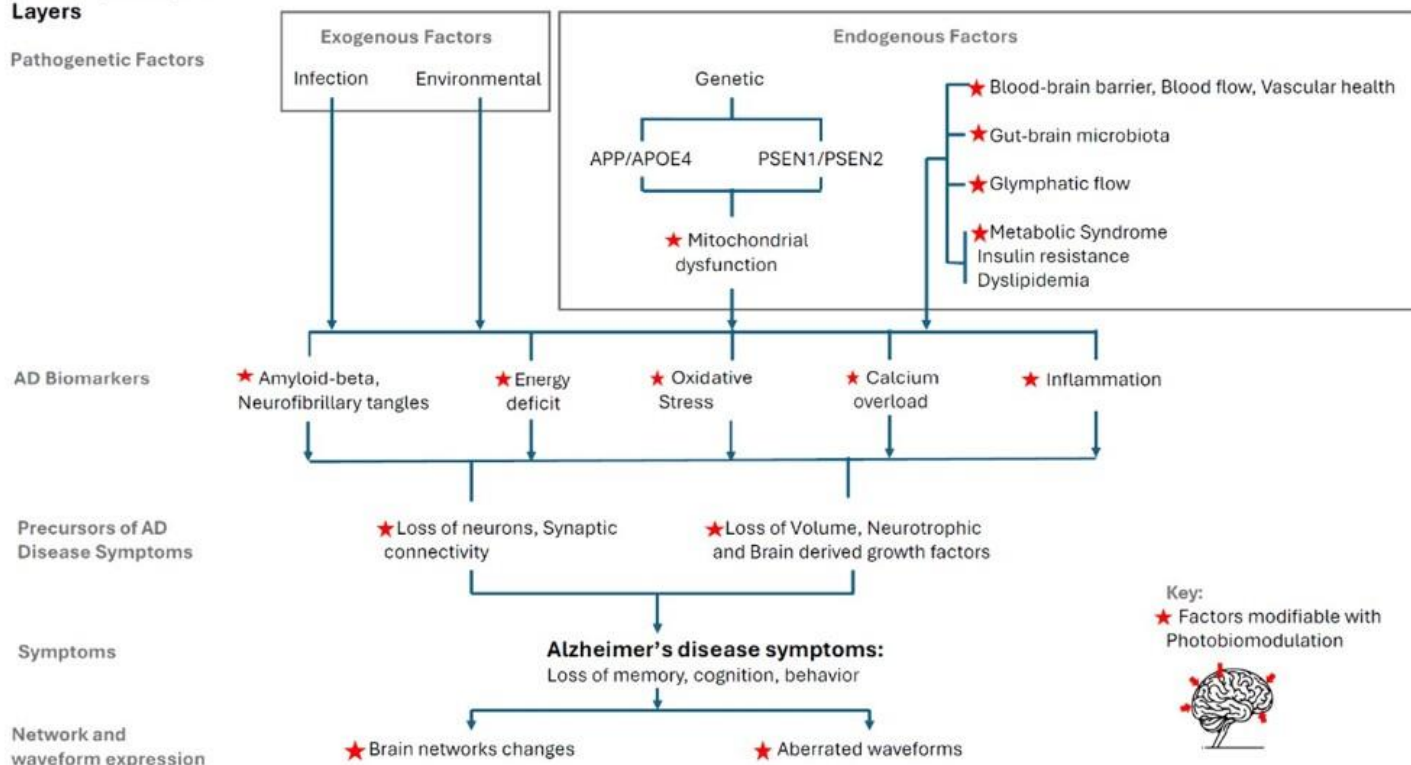 Layers
Exogenous Factors
Endogenous Factors
Pathogenetic Factors
Infection
Environmental
Genetic
Blood-brain barrier, Blood flow, Vascular health
Gut-brain microbiota
APP/APOE4
PSEN1/PSEN2
Glymphatic flow
Metabolic Syndrome
Insulin resistance
Dyslipidemia
Mitochondrial
dysfunction
AD Biomarkers
Amyloid-beta,
Neurofibrillary tangles
Energy
deficit
Oxidative
Stress
Calcium
overload
Inflammation
Precursors of AD
Disease Symptoms
Loss of neurons, Synaptic
connectivity
Loss of Volume, Neurotrophic
and Brain derived growth factors
Key:
Factors modifiable with
Photobiomodulation
Symptoms
Alzheimer’s disease symptoms:
Loss of memory, cognition, behavior
Network and
waveform expression
Brain networks changes
Aberrated waveforms